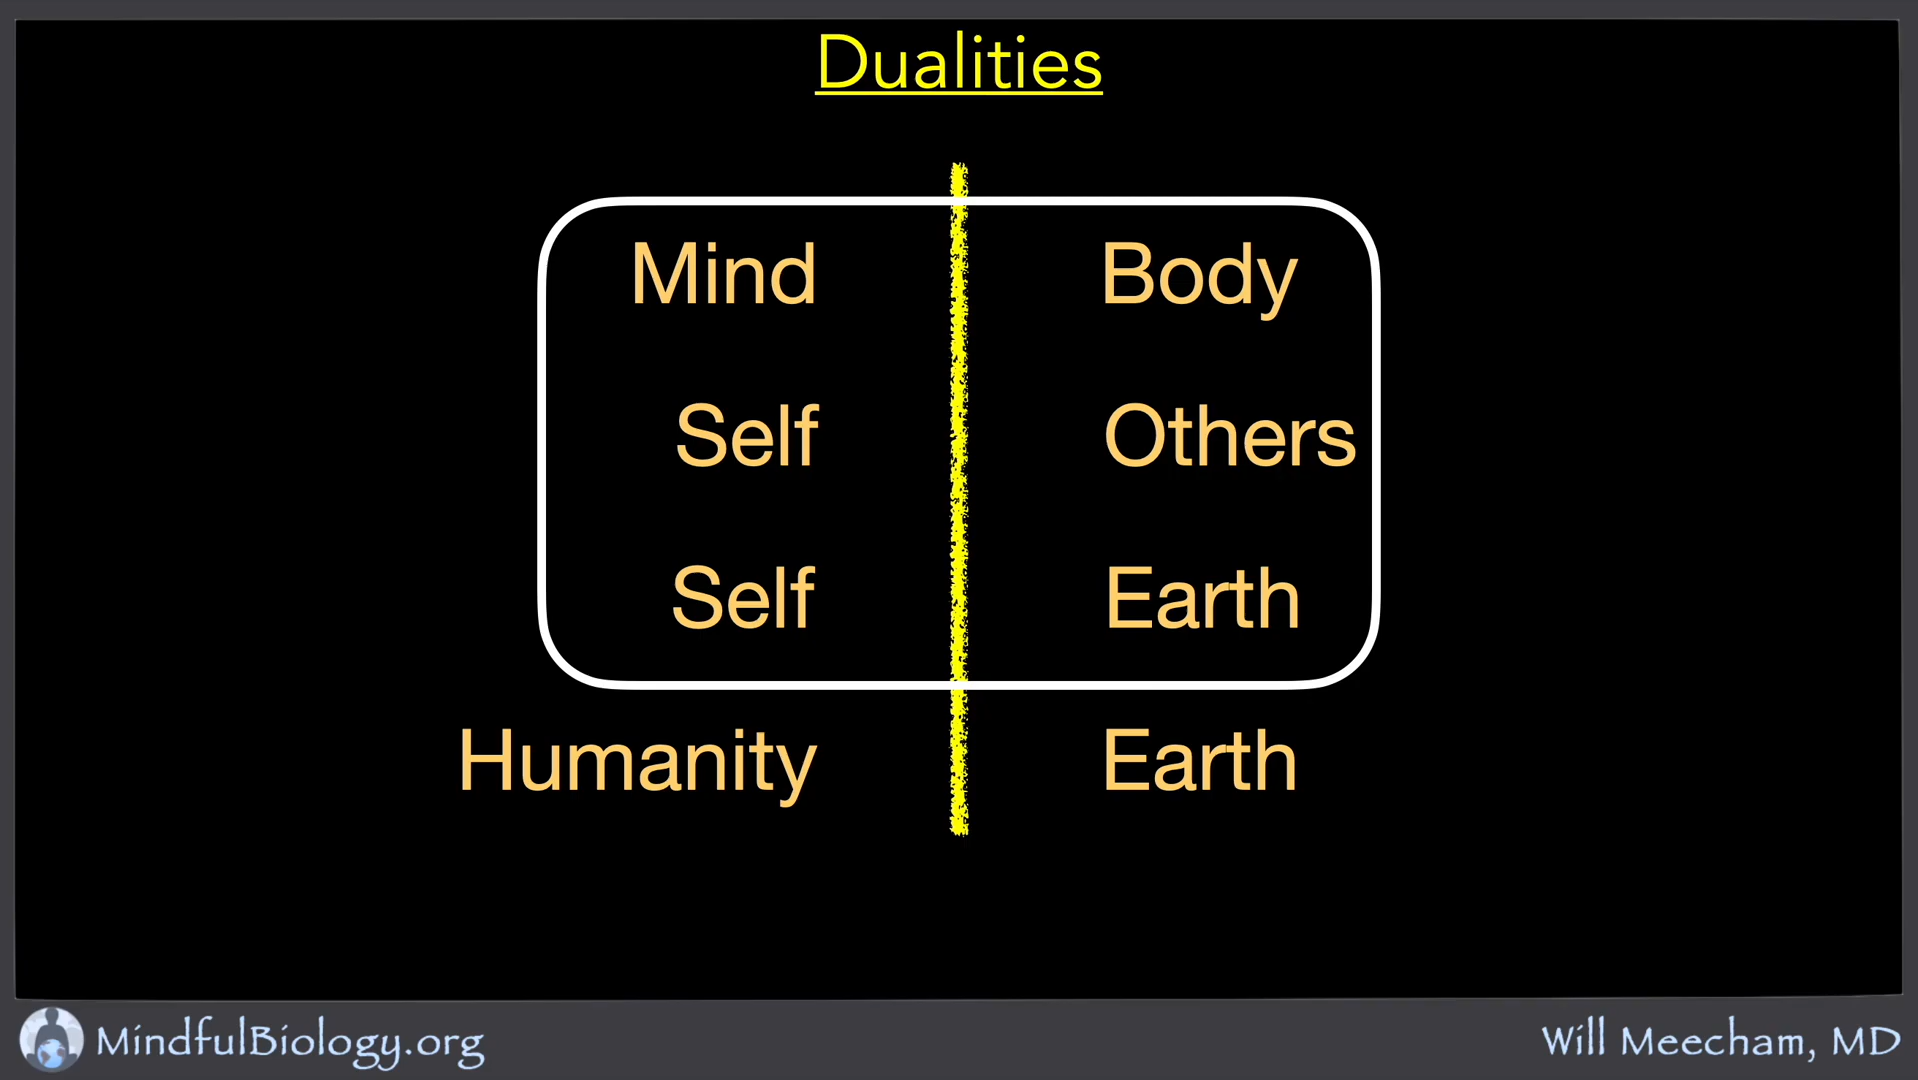 Dualities
Mind Body
Self Others
Self Earth
Humanity Earth
MindfulBiology.org Will Meecham, MD